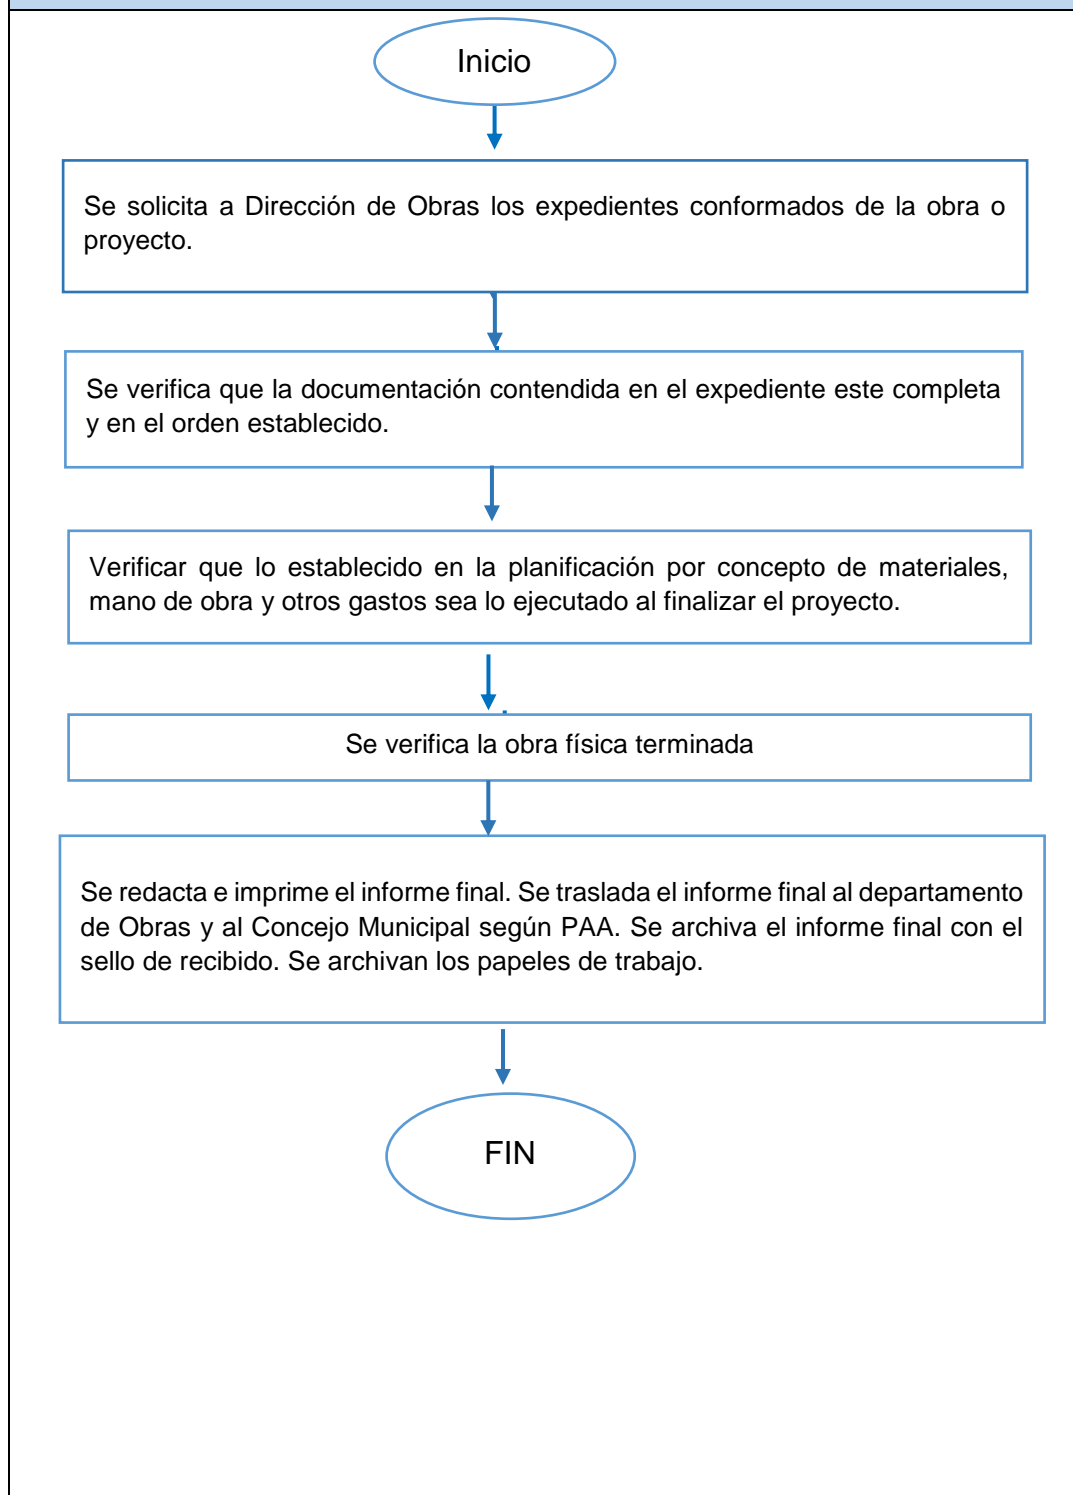 Inicio
Se solicita a Dirección de Obras los expedientes conformados de la obra o
proyecto.
Se verifica que la documentación contendida en el expediente este completa
y en el orden establecido.
Verificar que lo establecido en la planificación por concepto de materiales,
mano de obra y otros gastos sea lo ejecutado al finalizar el proyecto.
Se verifica la obra física terminada
Se redacta e imprime el informe final. Se traslada el informe final al departamento
de Obras y al Concejo Municipal según PAA. Se archiva el informe final con el
sello de recibido. Se archivan los papeles de trabajo.
FIN